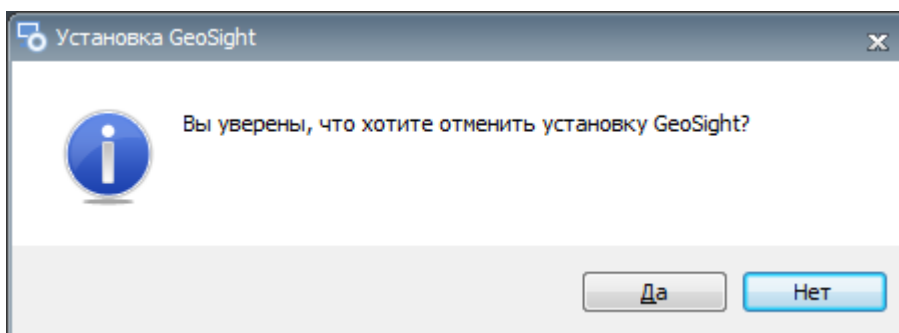 Установка GeoSight
Вы уверены, что хотите отменить установку GeoSight?
Да
Нет